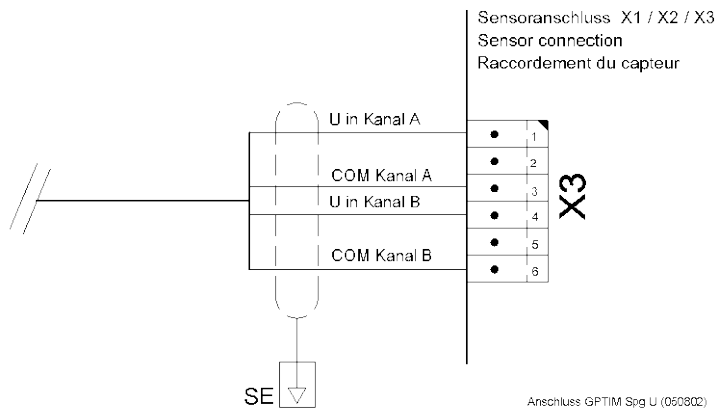 Sensoranschluss X1 / X2 / X3
Sensor connection
Raccordement du capteur
U in Kanal A
COM Kanal A
U in Kanal B
COM Kanal B
1
2
3
4
5
6
X3
SE
Anschluss GPTIM Spg U (050802)